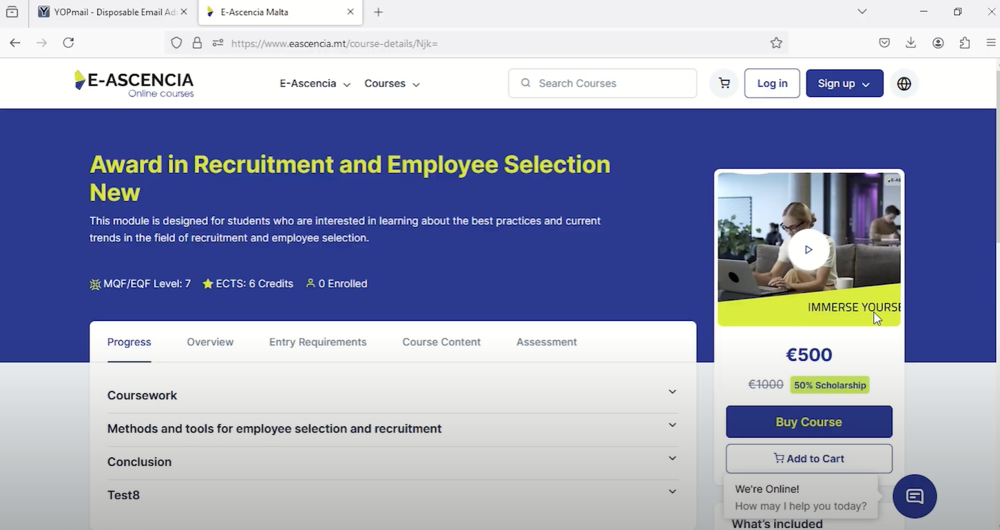 YOPmail - Disposable Email Ad
E-Ascencia Malta
https://www.eascencia.mt/course-details/Njk=
E-ASCENCIA
Online courses
E-Ascencia
Courses
Search Courses
Log in
Sign up
Award in Recruitment and Employee Selection
New
This module is designed for students who are interested in learning about the best practices and current
trends in the field of recruitment and employee selection.
MQF/EQF Level: 7
ECTS: 6 Credits
0 Enrolled
E-AS
IMMERSE YOURSE
Progress
Overview
Entry Requirements
Course Content
Assessment
Coursework
Methods and tools for employee selection and recruitment
Conclusion
Test8
€500
€1000
50% Scholarship
Buy Course
Add to Cart
We're Online!
How may I help you today?
What's included